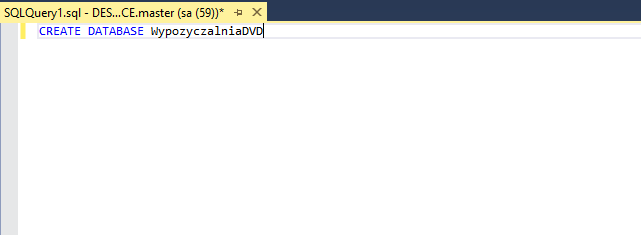 SQLQuery1.sql - DES...CE.master (sa (59))*
CREATE DATABASE WypozyczalniaDVD